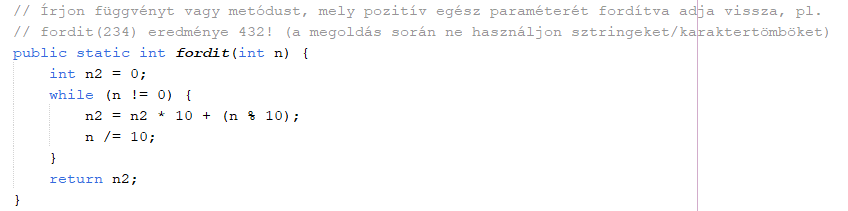 // Írjon függvényt vagy metódust, mely pozitív egész paraméterét fordítva adja vissza, pl.
// fordit(234) eredménye 432! (a megoldás során ne használjon sztringeket/karaktertömböket)
public static int fordit(int n) {
    int n2 = 0;
    while (n != 0) {
        n2 = n2 * 10 + (n % 10);
        n /= 10;
    }
    return n2;
}